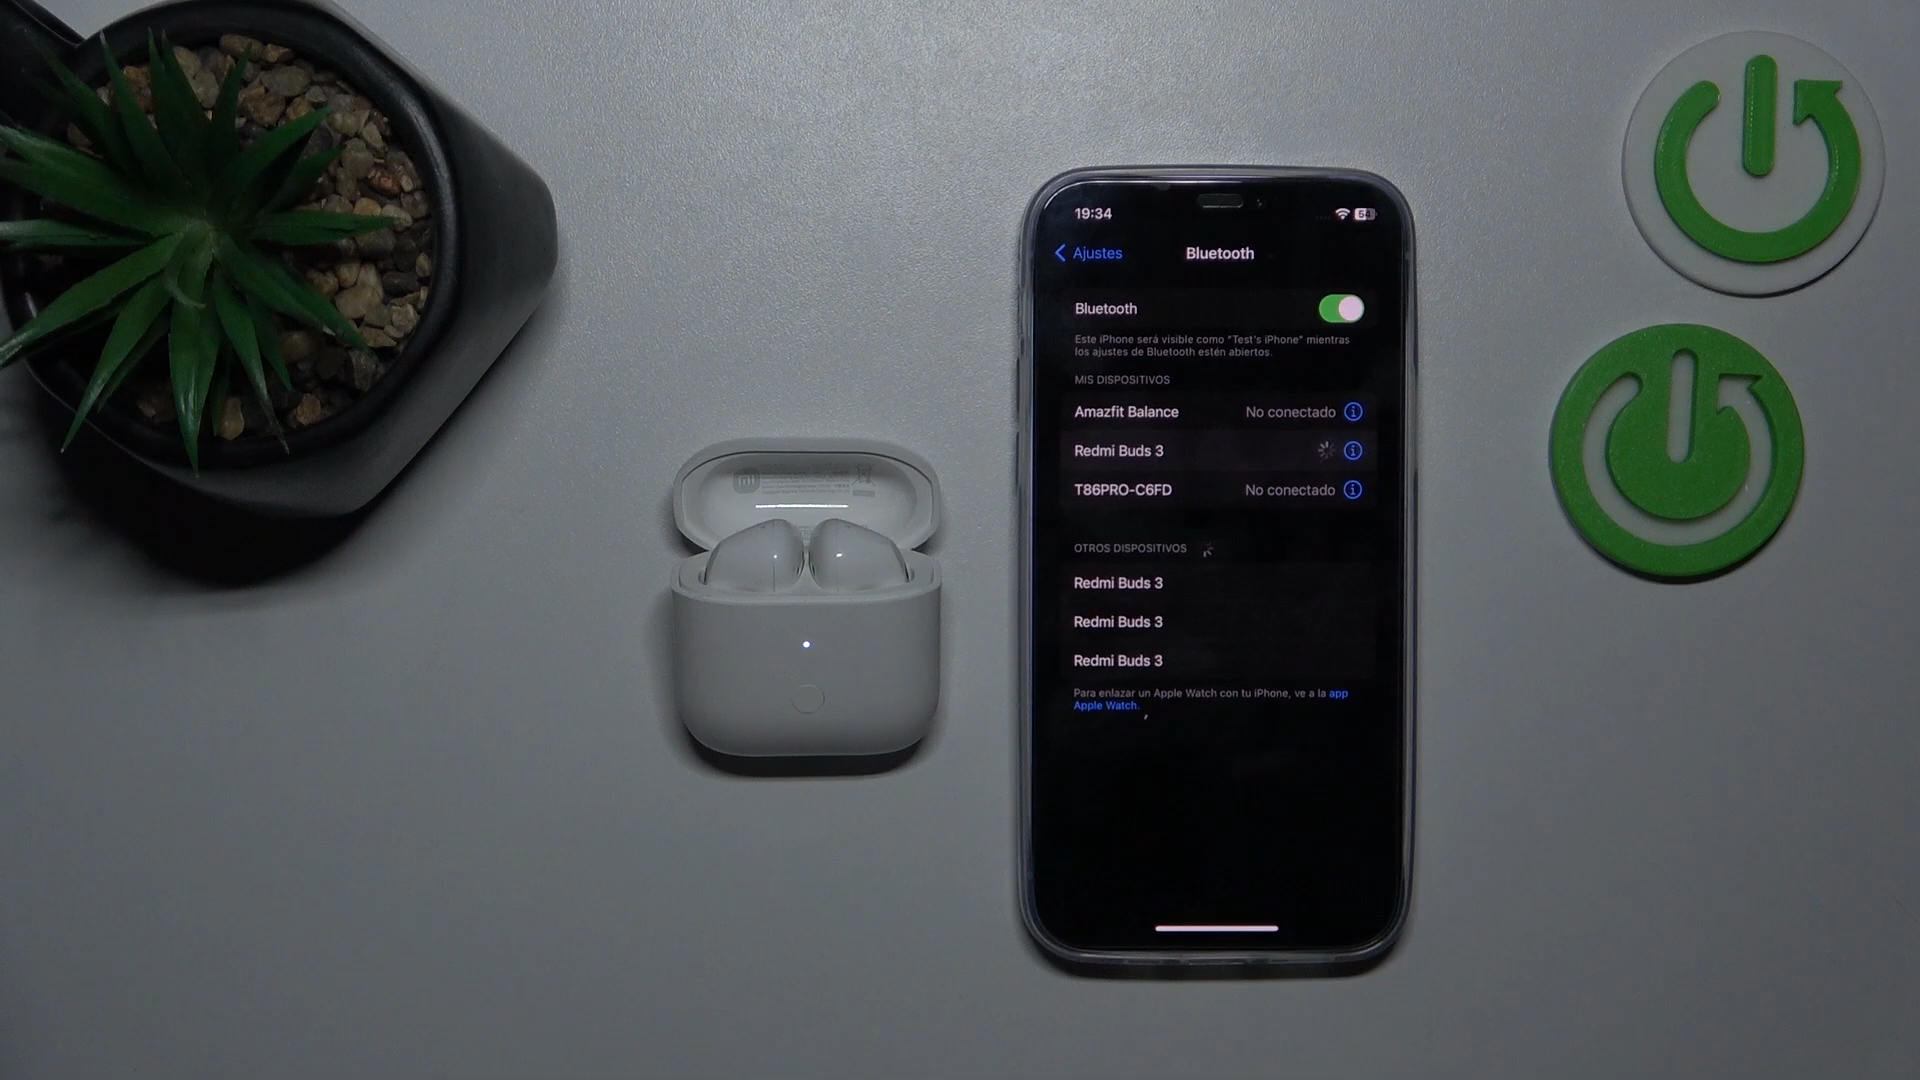 19:34
54
Ajustes
Bluetooth
Bluetooth
Este iPhone será visible como "Test's iPhone" mientras
los ajustes de Bluetooth estén abiertos.
MIS DISPOSITIVOS
Amazfit Balance No conectado
Redmi Buds 3
T86PRO-C6FD No conectado
OTROS DISPOSITIVOS
Redmi Buds 3
Redmi Buds 3
Redmi Buds 3
Para enlazar un Apple Watch con tu iPhone, ve a la app
Apple Watch.